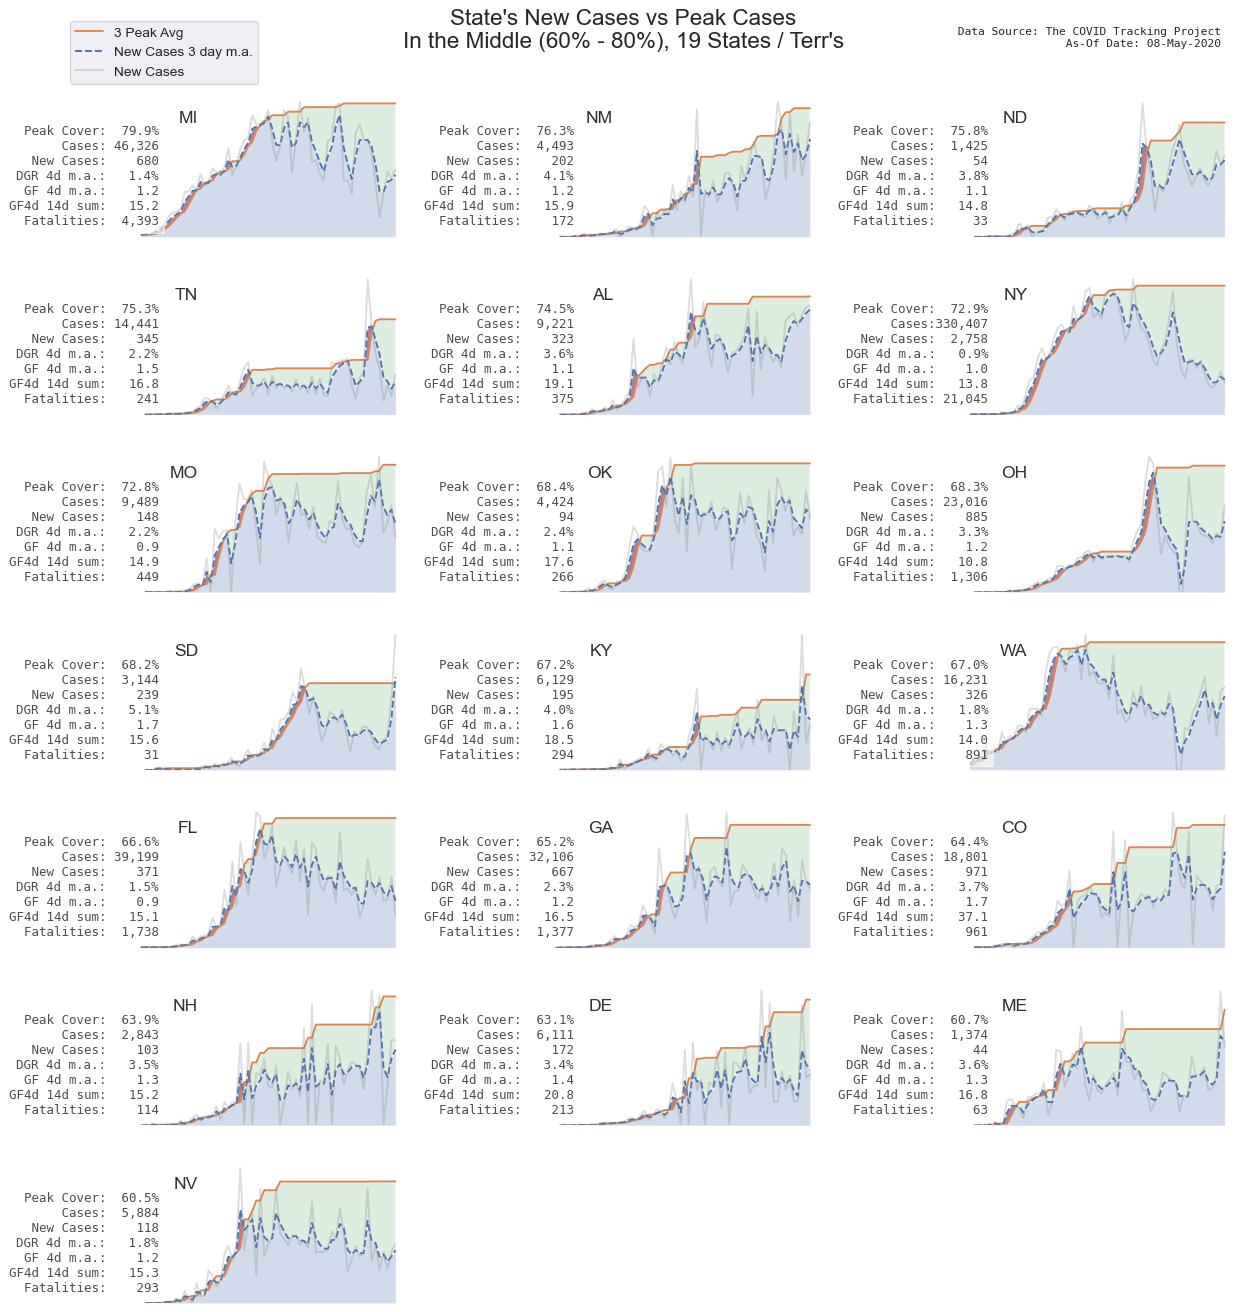 State's New Cases vs Peak Cases
In the Middle (60% - 80%), 19 States / Terr's
3 Peak Avg
New Cases 3 day m.a.
New Cases
Data Source: The COVID Tracking Project
As-Of Date: 08-May-2020
MI
Peak Cover: 79.9%
Cases: 46,326
New Cases: 680
DGR 4d m.a.: 1.4%
GF 4d m.a.: 1.2
GF4d 14d sum: 15.2
Fatalities: 4,393
NM
Peak Cover: 76.3%
Cases: 4,493
New Cases: 202
DGR 4d m.a.: 4.1%
GF 4d m.a.: 1.2
GF4d 14d sum: 15.9
Fatalities: 172
ND
Peak Cover: 75.8%
Cases: 1,425
New Cases: 54
DGR 4d m.a.: 3.8%
GF 4d m.a.: 1.1
GF4d 14d sum: 14.8
Fatalities: 33
TN
Peak Cover: 75.3%
Cases: 14,441
New Cases: 345
DGR 4d m.a.: 2.2%
GF 4d m.a.: 1.5
GF4d 14d sum: 16.8
Fatalities: 241
AL
Peak Cover: 74.5%
Cases: 9,221
New Cases: 323
DGR 4d m.a.: 3.6%
GF 4d m.a.: 1.1
GF4d 14d sum: 19.1
Fatalities: 375
NY
Peak Cover: 72.9%
Cases:330,407
New Cases: 2,758
DGR 4d m.a.: 0.9%
GF 4d m.a.: 1.0
GF4d 14d sum: 13.8
Fatalities: 21,045
MO
Peak Cover: 72.8%
Cases: 9,489
New Cases: 148
DGR 4d m.a.: 2.2%
GF 4d m.a.: 0.9
GF4d 14d sum: 14.9
Fatalities: 449
OK
Peak Cover: 68.4%
Cases: 4,424
New Cases: 94
DGR 4d m.a.: 2.4%
GF 4d m.a.: 1.1
GF4d 14d sum: 17.6
Fatalities: 266
OH
Peak Cover: 68.3%
Cases: 23,016
New Cases: 885
DGR 4d m.a.: 3.3%
GF 4d m.a.: 1.2
GF4d 14d sum: 10.8
Fatalities: 1,306
SD
Peak Cover: 68.2%
Cases: 3,144
New Cases: 239
DGR 4d m.a.: 5.1%
GF 4d m.a.: 1.7
GF4d 14d sum: 15.6
Fatalities: 31
KY
Peak Cover: 67.2%
Cases: 6,129
New Cases: 195
DGR 4d m.a.: 4.0%
GF 4d m.a.: 1.6
GF4d 14d sum: 18.5
Fatalities: 294
WA
Peak Cover: 67.0%
Cases: 16,231
New Cases: 326
DGR 4d m.a.: 1.8%
GF 4d m.a.: 1.3
GF4d 14d sum: 14.0
Fatalities: 891
FL
Peak Cover: 66.6%
Cases: 39,199
New Cases: 371
DGR 4d m.a.: 1.5%
GF 4d m.a.: 0.9
GF4d 14d sum: 15.1
Fatalities: 1,738
GA
Peak Cover: 65.2%
Cases: 32,106
New Cases: 667
DGR 4d m.a.: 2.3%
GF 4d m.a.: 1.2
GF4d 14d sum: 16.5
Fatalities: 1,377
CO
Peak Cover: 64.4%
Cases: 18,801
New Cases: 971
DGR 4d m.a.: 3.7%
GF 4d m.a.: 1.7
GF4d 14d sum: 37.1
Fatalities: 961
NH
Peak Cover: 63.9%
Cases: 2,843
New Cases: 103
DGR 4d m.a.: 3.5%
GF 4d m.a.: 1.3
GF4d 14d sum: 15.2
Fatalities: 114
DE
Peak Cover: 63.1%
Cases: 6,111
New Cases: 172
DGR 4d m.a.: 3.4%
GF 4d m.a.: 1.4
GF4d 14d sum: 20.8
Fatalities: 213
ME
Peak Cover: 60.7%
Cases: 1,374
New Cases: 44
DGR 4d m.a.: 3.6%
GF 4d m.a.: 1.3
GF4d 14d sum: 16.8
Fatalities: 63
NV
Peak Cover: 60.5%
Cases: 5,884
New Cases: 118
DGR 4d m.a.: 1.8%
GF 4d m.a.: 1.2
GF4d 14d sum: 15.3
Fatalities: 293